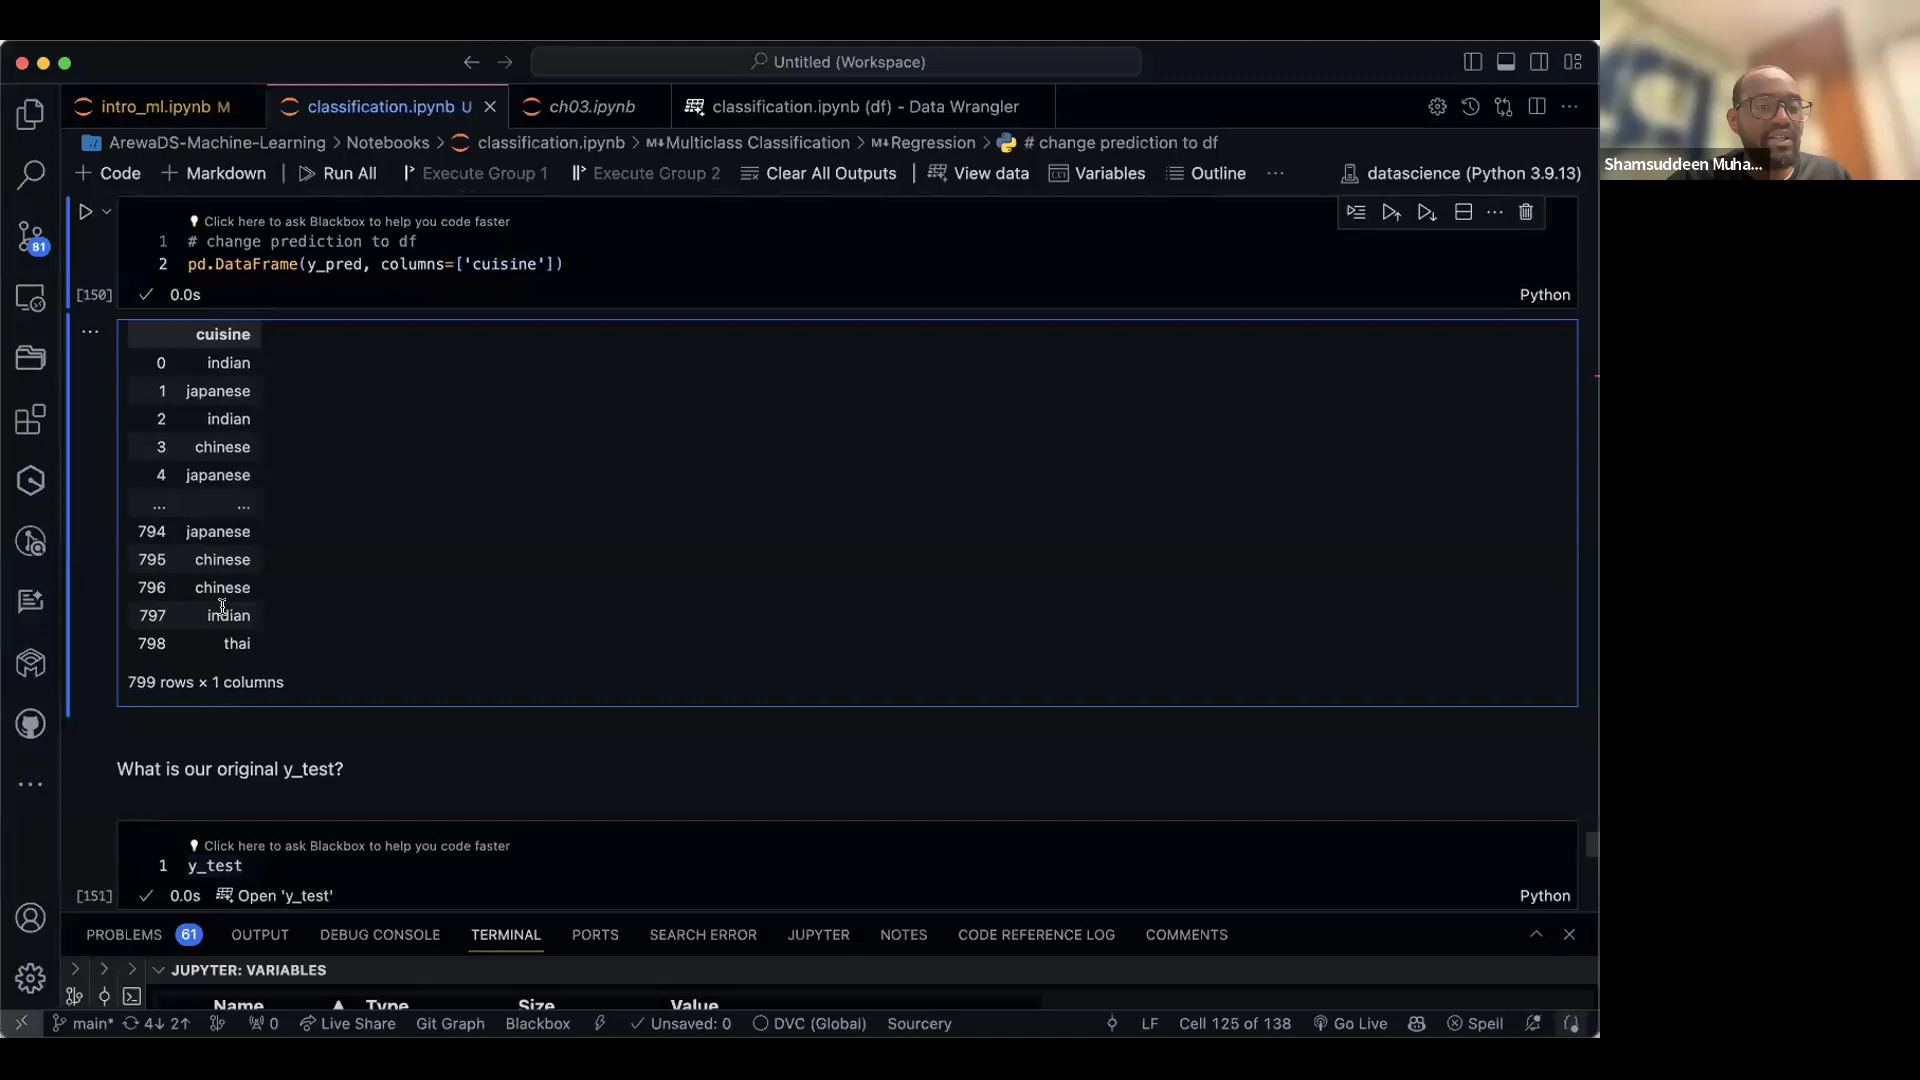 Untitled (Workspace)
intro_ml.ipynb M
classification.ipynb U
ch03.ipynb
classification.ipynb (df) - Data Wrangler
ArewaDS-Machine-Learning > Notebooks > classification.ipynb > M↓Multiclass Classification > M↓Regression > # change prediction to df
+ Code + Markdown Run All Execute Group 1 Execute Group 2 Clear All Outputs View data Variables Outline ··· datascience (Python 3.9.13)
Shamsuddeen Muha...
Click here to ask Blackbox to help you code faster
1 # change prediction to df
2 pd.DataFrame(y_pred, columns=['cuisine'])
[150] 0.0s Python
cuisine
0 indian
1 japanese
2 indian
3 chinese
4 japanese
... ...
794 japanese
795 chinese
796 chinese
797 indian
798 thai
799 rows × 1 columns
What is our original y_test?
Click here to ask Blackbox to help you code faster
1 y_test
[151] 0.0s Open 'y_test' Python
81
PROBLEMS 61 OUTPUT DEBUG CONSOLE TERMINAL PORTS SEARCH ERROR JUPYTER NOTES CODE REFERENCE LOG COMMENTS
JUPYTER: VARIABLES
Name Type Size Value
main* 4↓ 2↑ 0 Live Share Git Graph Blackbox Unsaved: 0 DVC (Global) Sourcery LF Cell 125 of 138 Go Live Spell